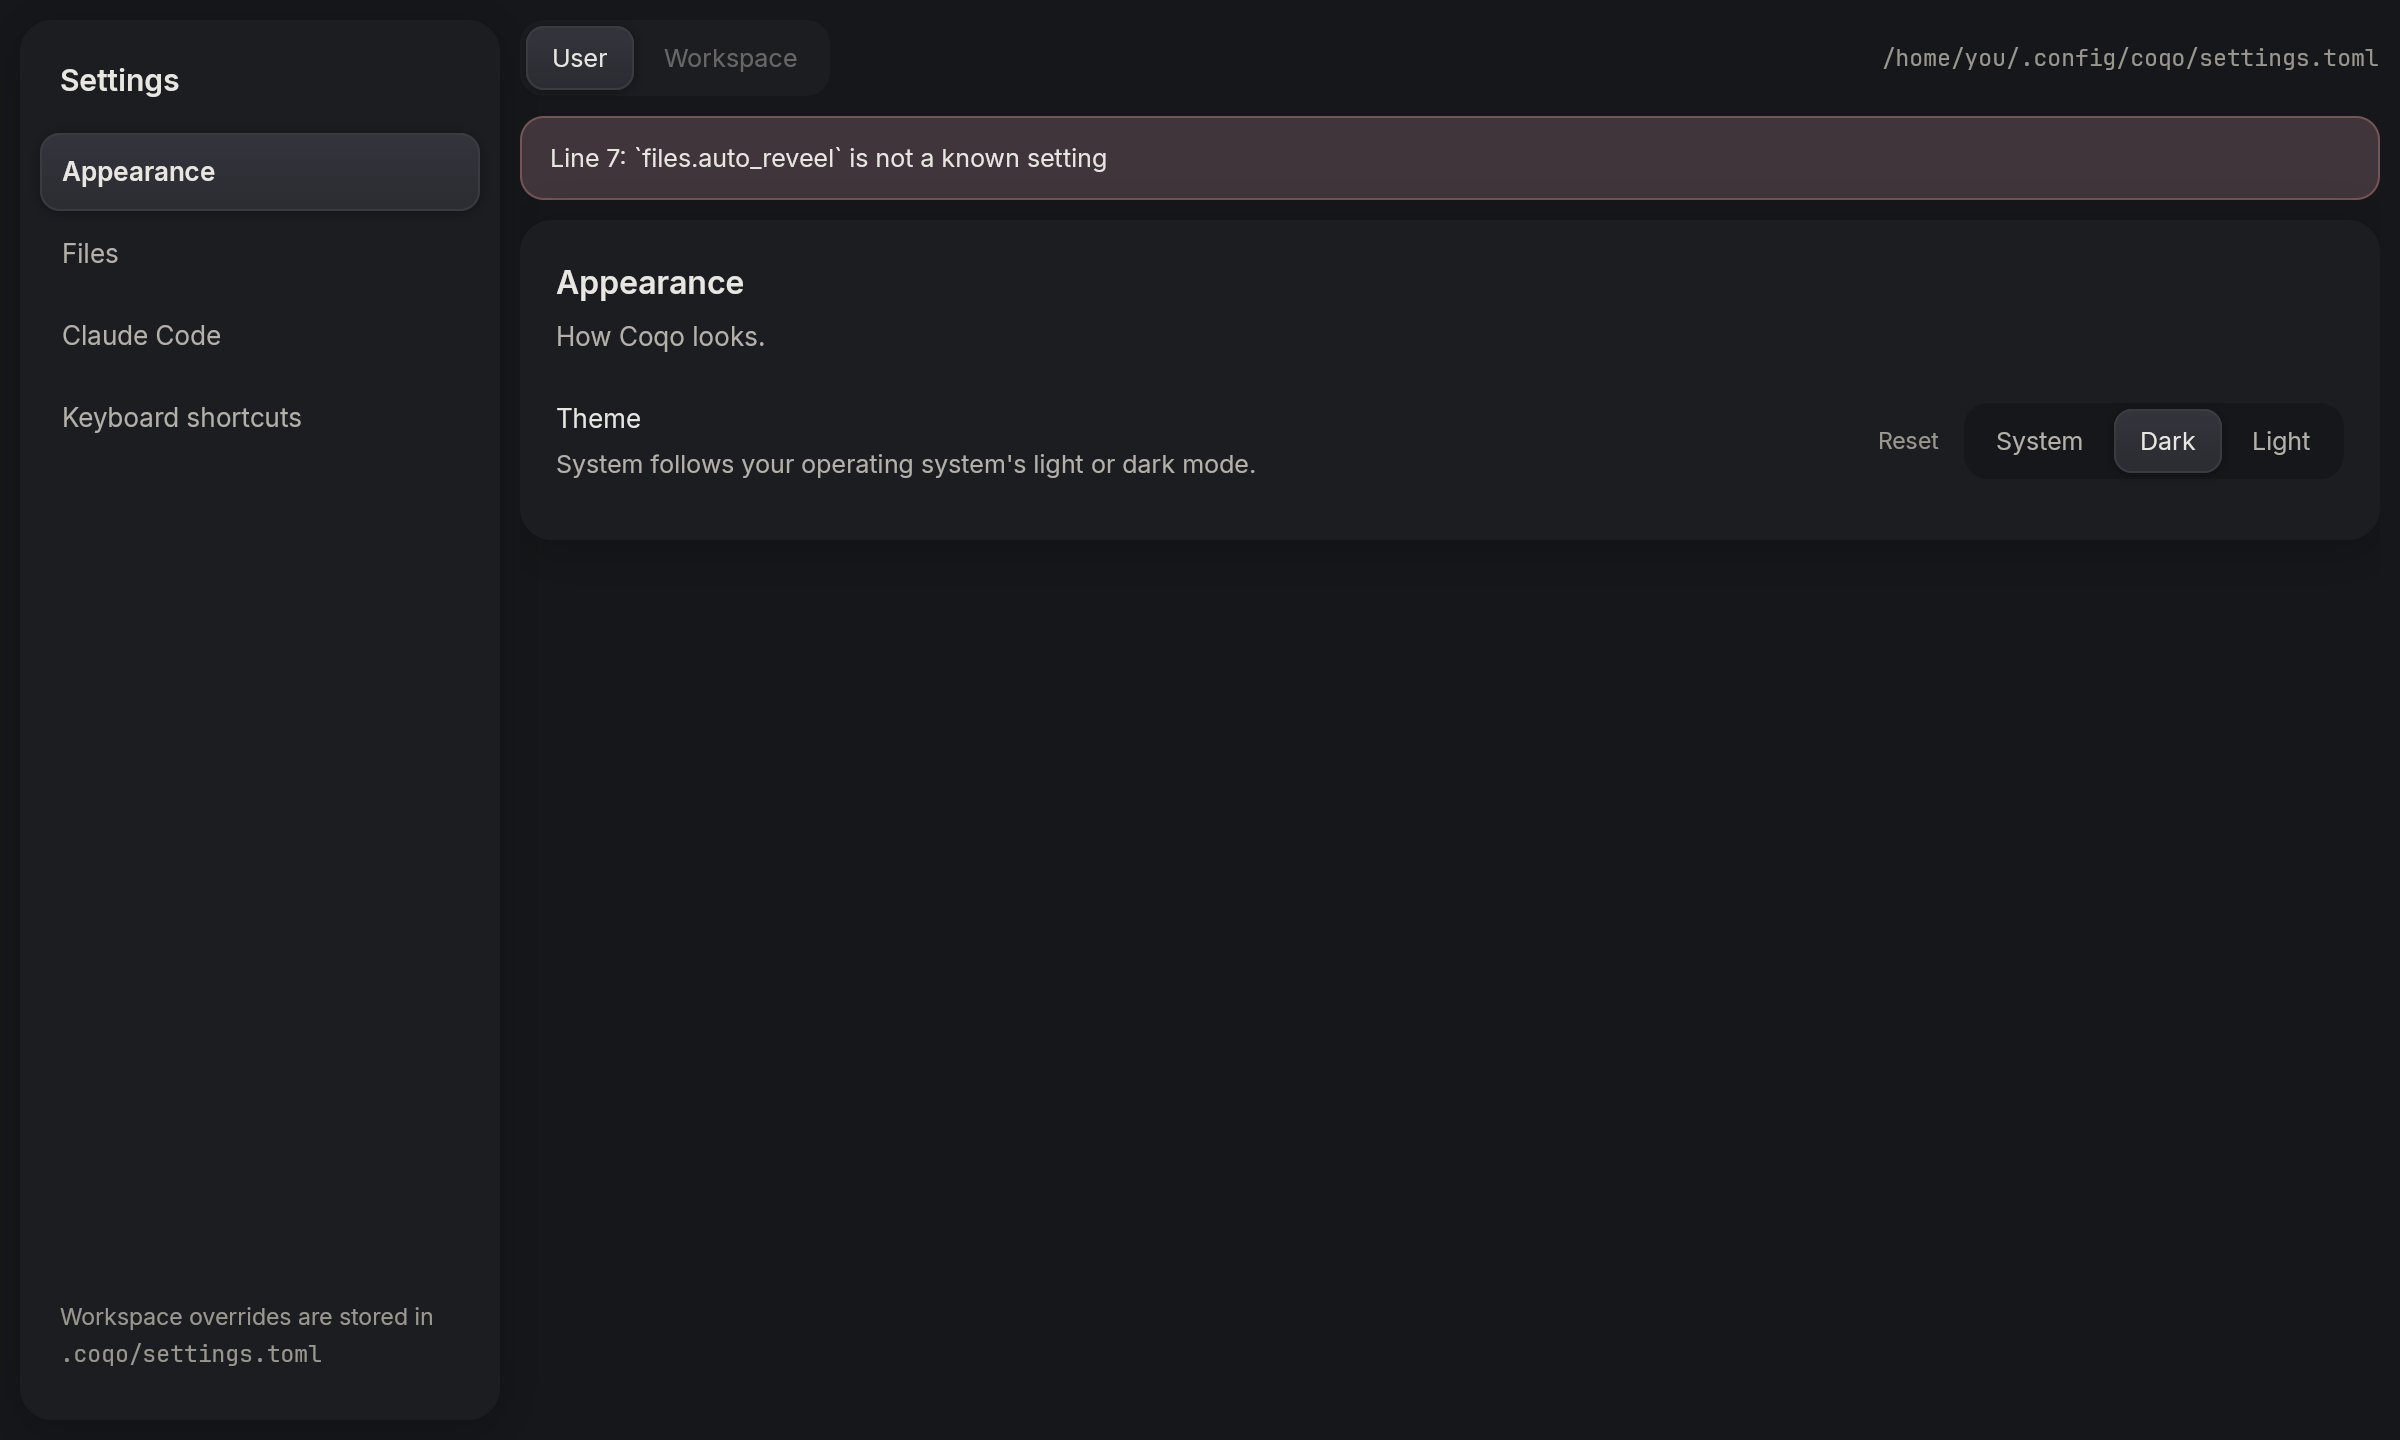 Settings
Appearance
Files
Claude Code
Keyboard shortcuts
Workspace overrides are stored in
.coqo/settings.toml
User
Workspace
/home/you/.config/coqo/settings.toml
Line 7: `files.auto_reveel` is not a known setting
Appearance
How Coqo looks.
Theme
System follows your operating system's light or dark mode.
Reset
System
Dark
Light